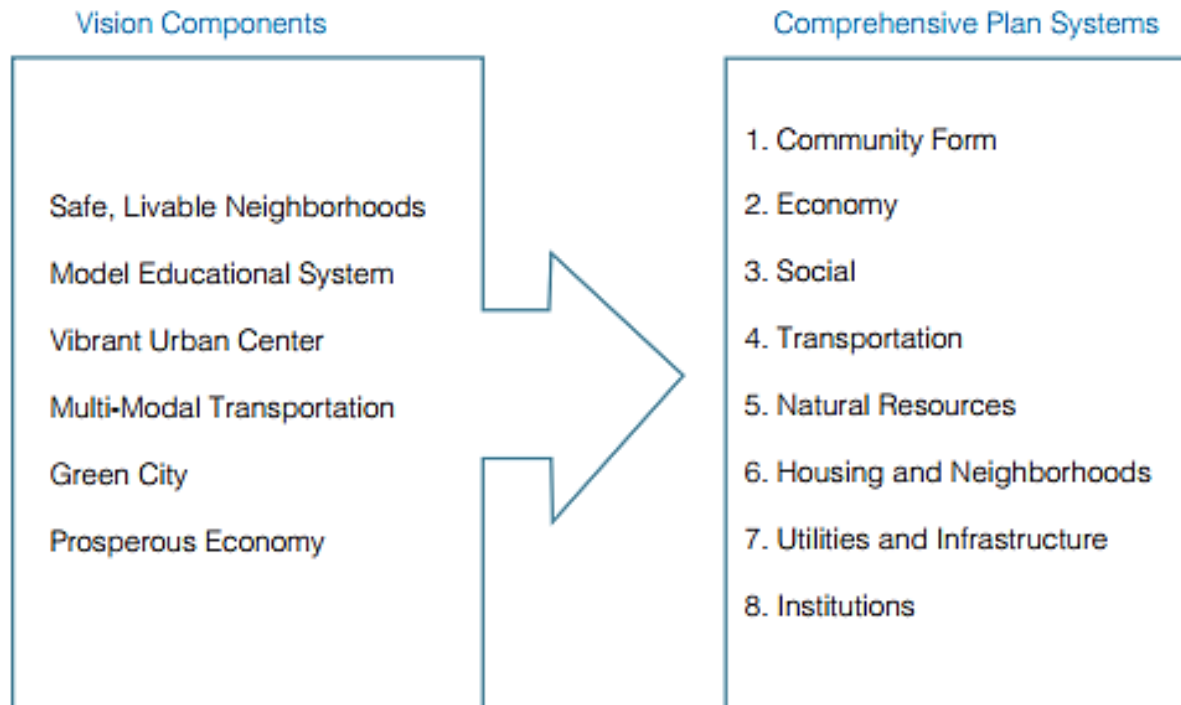 Vision Components
Safe, Livable Neighborhoods
Model Educational System
Vibrant Urban Center
Multi-Modal Transportation
Green City
Prosperous Economy
Comprehensive Plan Systems
1. Community Form
2. Economy
3. Social
4. Transportation
5. Natural Resources
6. Housing and Neighborhoods
7. Utilities and Infrastructure
8. Institutions